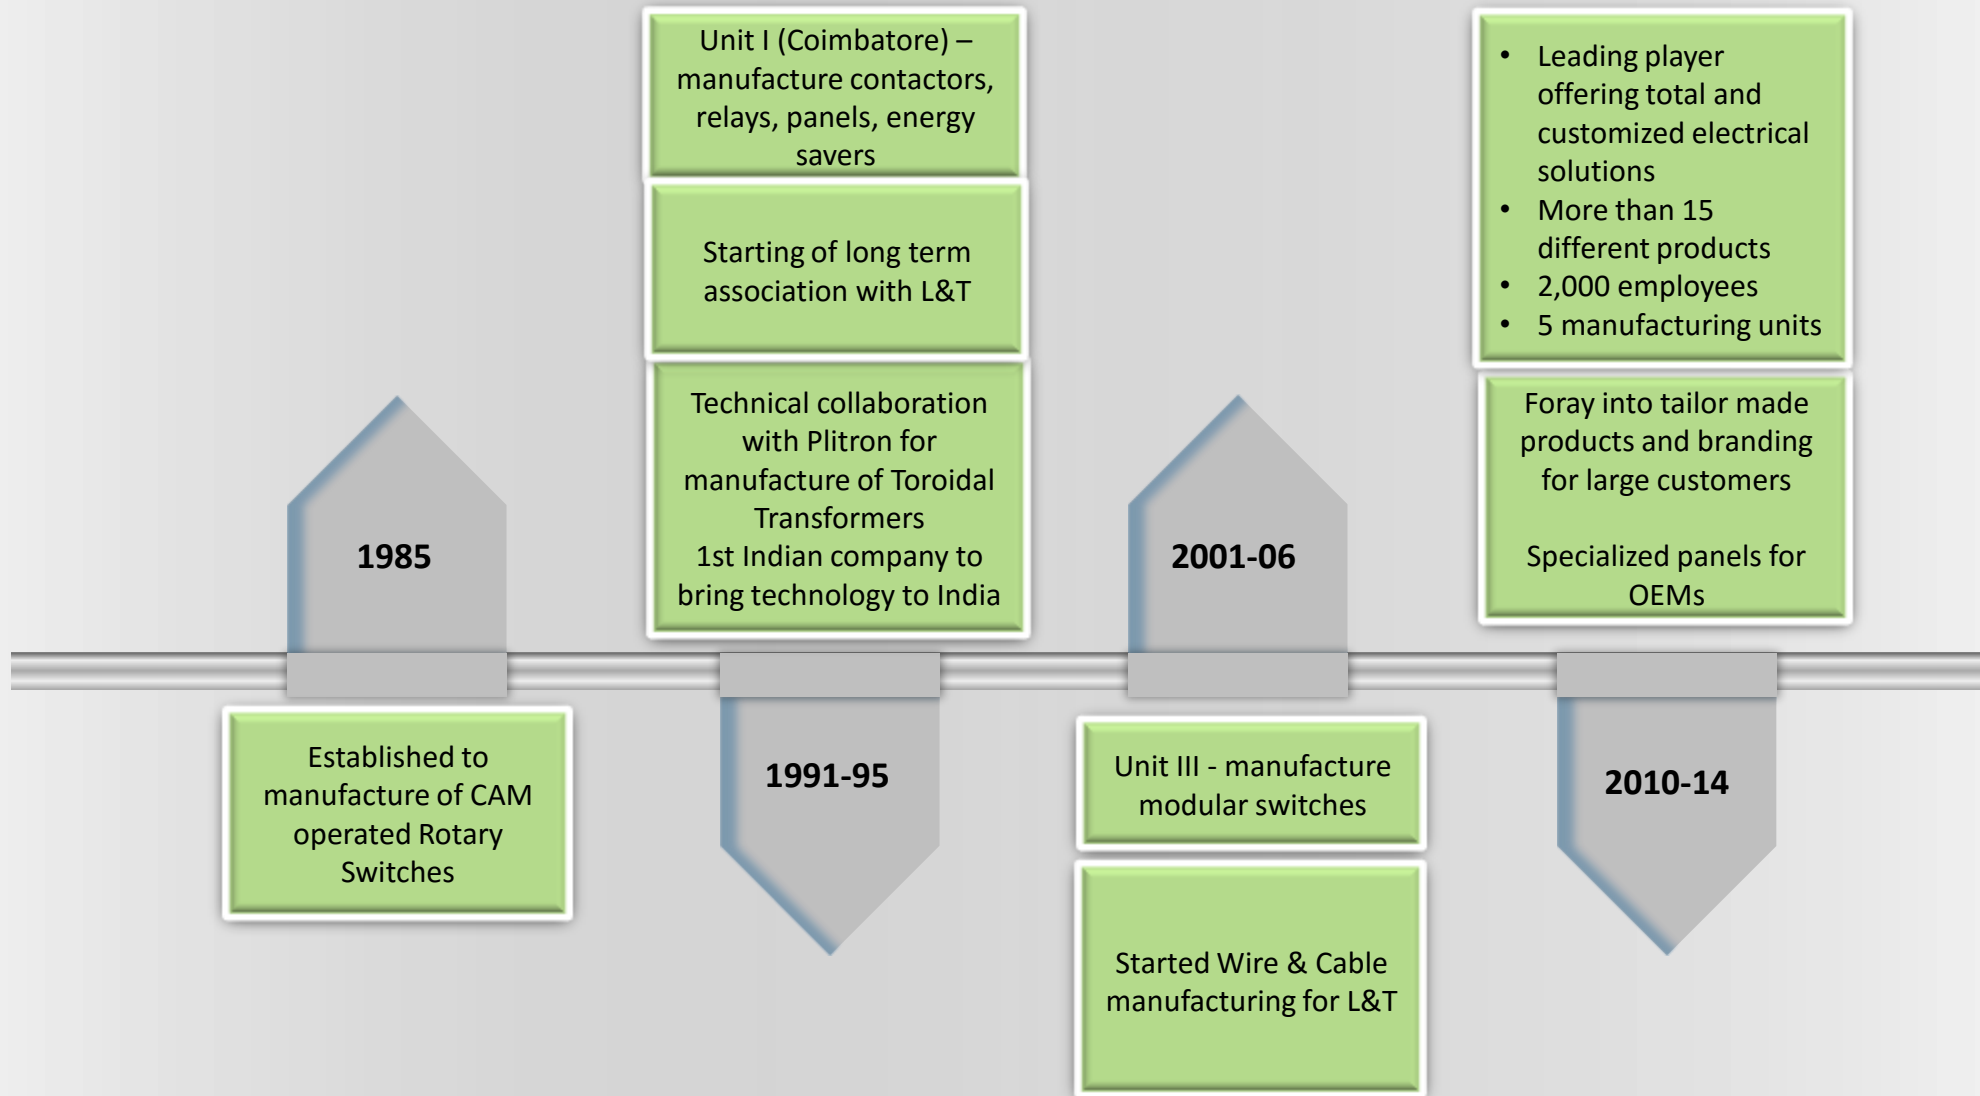 1985
Established to
manufacture of CAM
operated Rotary
Switches
Unit I (Coimbatore) –
manufacture contactors,
relays, panels, energy
savers
Starting of long term
association with L&T
Technical collaboration
with Plitron for
manufacture of Toroidal
Transformers
1st Indian company to
bring technology to India
1991-95
2001-06
Unit III - manufacture
modular switches
Started Wire & Cable
manufacturing for L&T
• Leading player
offering total and
customized electrical
solutions
• More than 15
different products
• 2,000 employees
• 5 manufacturing units
Foray into tailor made
products and branding
for large customers
Specialized panels for
OEMs
2010-14